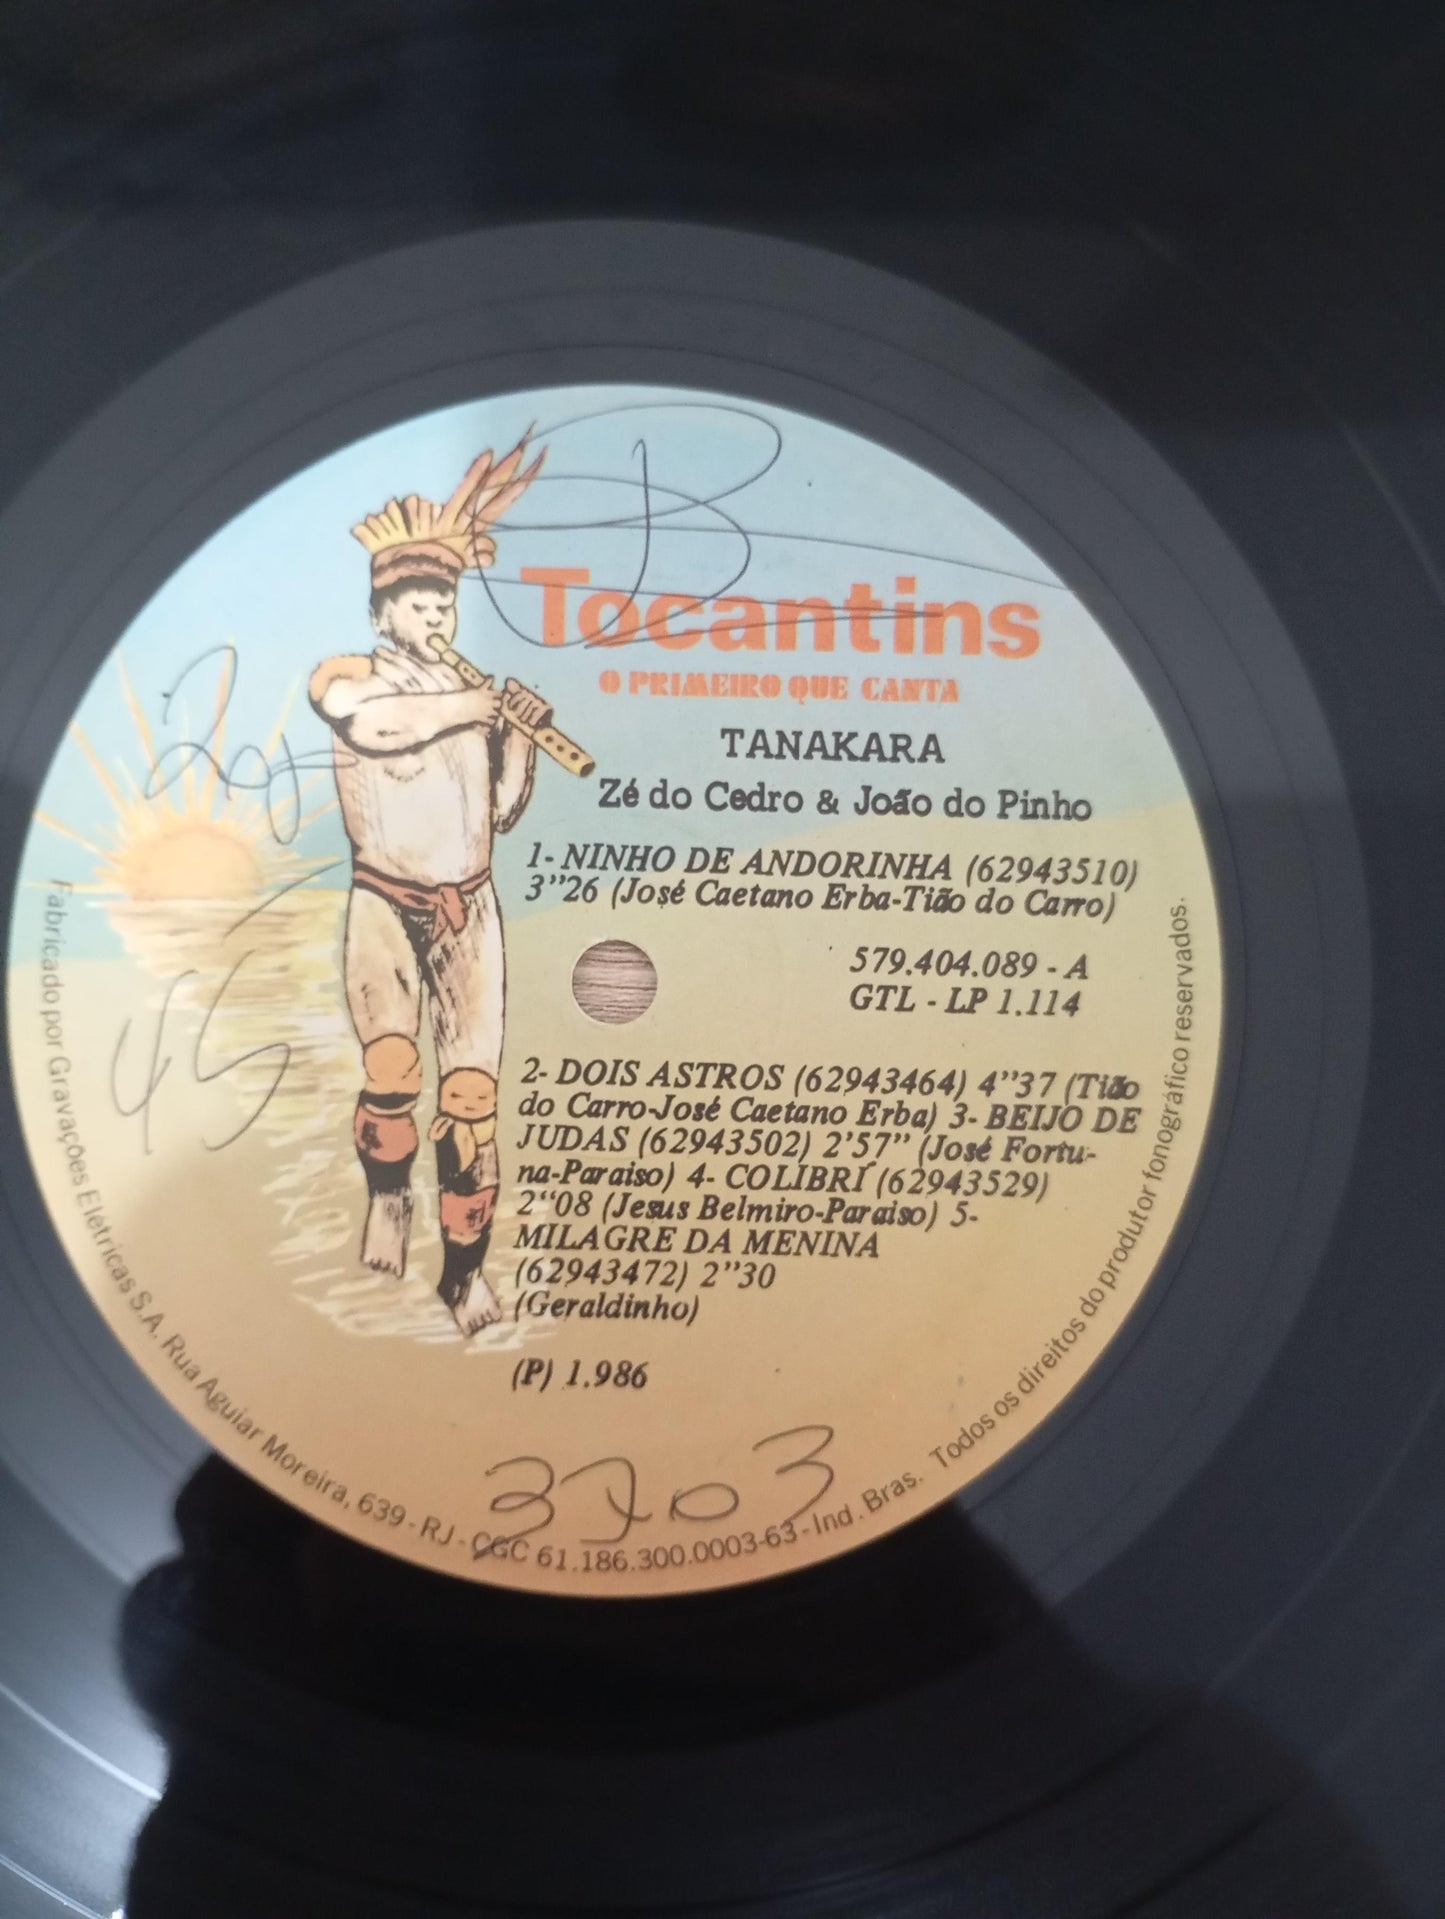 Tocantins
O PRIMEIRO QUE CANTA
TANAKARA
Zé do Cedro & João do Pinho
1- NINHO DE ANDORINHA (62943510)
3"26 (José Caetano Erba-Tião do Carro)
579.404.089 - A
GTL - LP 1.114
2- DOIS ASTROS (62943464) 4"37 (Tião
do Carro-José Caetano Erba) 3- BEIJO DE
JUDAS (62943502) 2'57" (José Fortu-
na-Paraiso) 4- COLIBRÍ (62943529)
2"08 (Jesus Belmiro-Paraiso) 5-
MILAGRE DA MENINA
(62943472) 2"30
(Geraldinho)
(P) 1.986
45
3703
Fabricado por Gravações Eletricas S.A. Rua Aguiar Moreira, 639 - RJ - CGC 61.186.300.0003-63 - Ind. Bras. Todos os direitos do produtor fonográfico reservados.